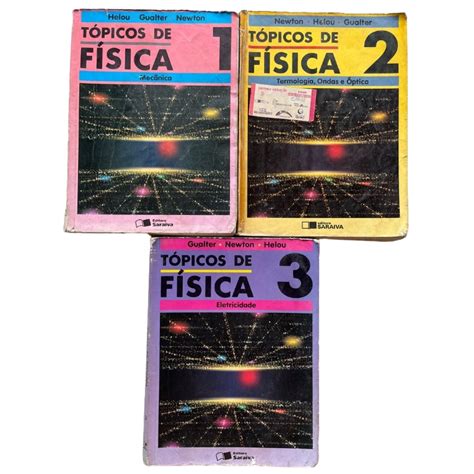 Helou Gualter Newton
TÓPICOS DE
FÍSICA 1
Mecânica
Editora
Saraiva
Newton - Helou - Gualter
TÓPICOS DE
FÍSICA 2
Termologia, Ondas e Óptica
editora
SARAIVA
Gualter - Newton - Helou
TÓPICOS DE
FÍSICA 3
Eletricidade
Editora
Saraiva